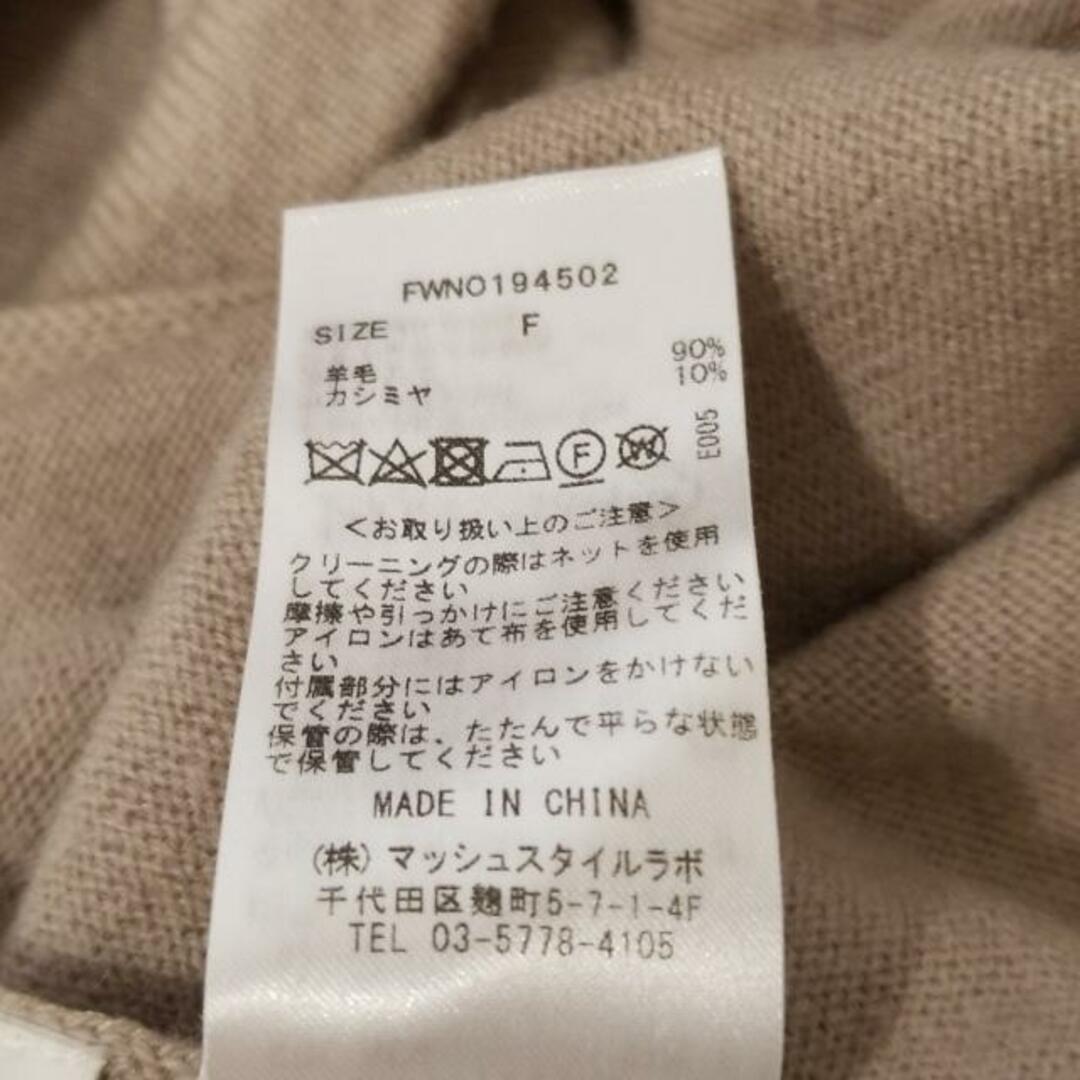 FWNO194502
SIZE F
羊毛 90%
カシミヤ 10%
E005
F
W
<お取り扱い上のご注意>
クリーニングの際はネットを使用
してください
摩擦や引っかけにご注意ください
アイロンはあて布を使用してくだ
さい
付属部分にはアイロンをかけない
でください
保管の際は、たたんで平らな状態
で保管してください
MADE IN CHINA
(株)マッシュスタイルラボ
千代田区麹町5-7-1-4F
TEL 03-5778-4105